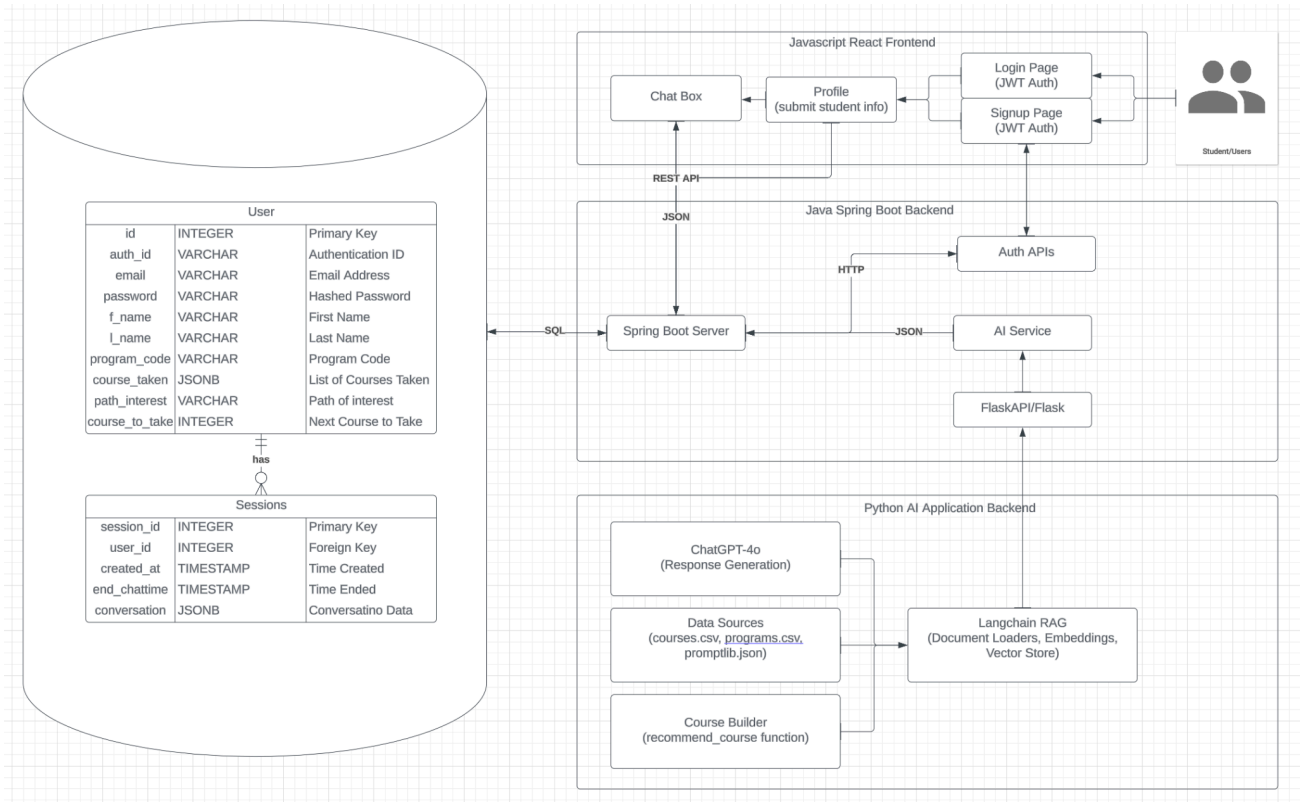 User
id INTEGER Primary Key
auth_id VARCHAR Authentication ID
email VARCHAR Email Address
password VARCHAR Hashed Password
f_name VARCHAR First Name
l_name VARCHAR Last Name
program_code VARCHAR Program Code
course_taken JSONB List of Courses Taken
path_interest VARCHAR Path of interest
course_to_take INTEGER Next Course to Take
has
Sessions
session_id INTEGER Primary Key
user_id INTEGER Foreign Key
created_at TIMESTAMP Time Created
end_chattime TIMESTAMP Time Ended
conversation JSONB Conversatino Data
SQL
Javascript React Frontend
Chat Box
Profile
(submit student info)
Login Page
(JWT Auth)
Signup Page
(JWT Auth)
Student/Users
REST API
JSON
Java Spring Boot Backend
Auth APIs
HTTP
Spring Boot Server
JSON
AI Service
FlaskAPI/Flask
Python AI Application Backend
ChatGPT-4o
(Response Generation)
Data Sources
(courses.csv, programs.csv,
promptlib.json)
Course Builder
(recommend_course function)
Langchain RAG
(Document Loaders, Embeddings,
Vector Store)